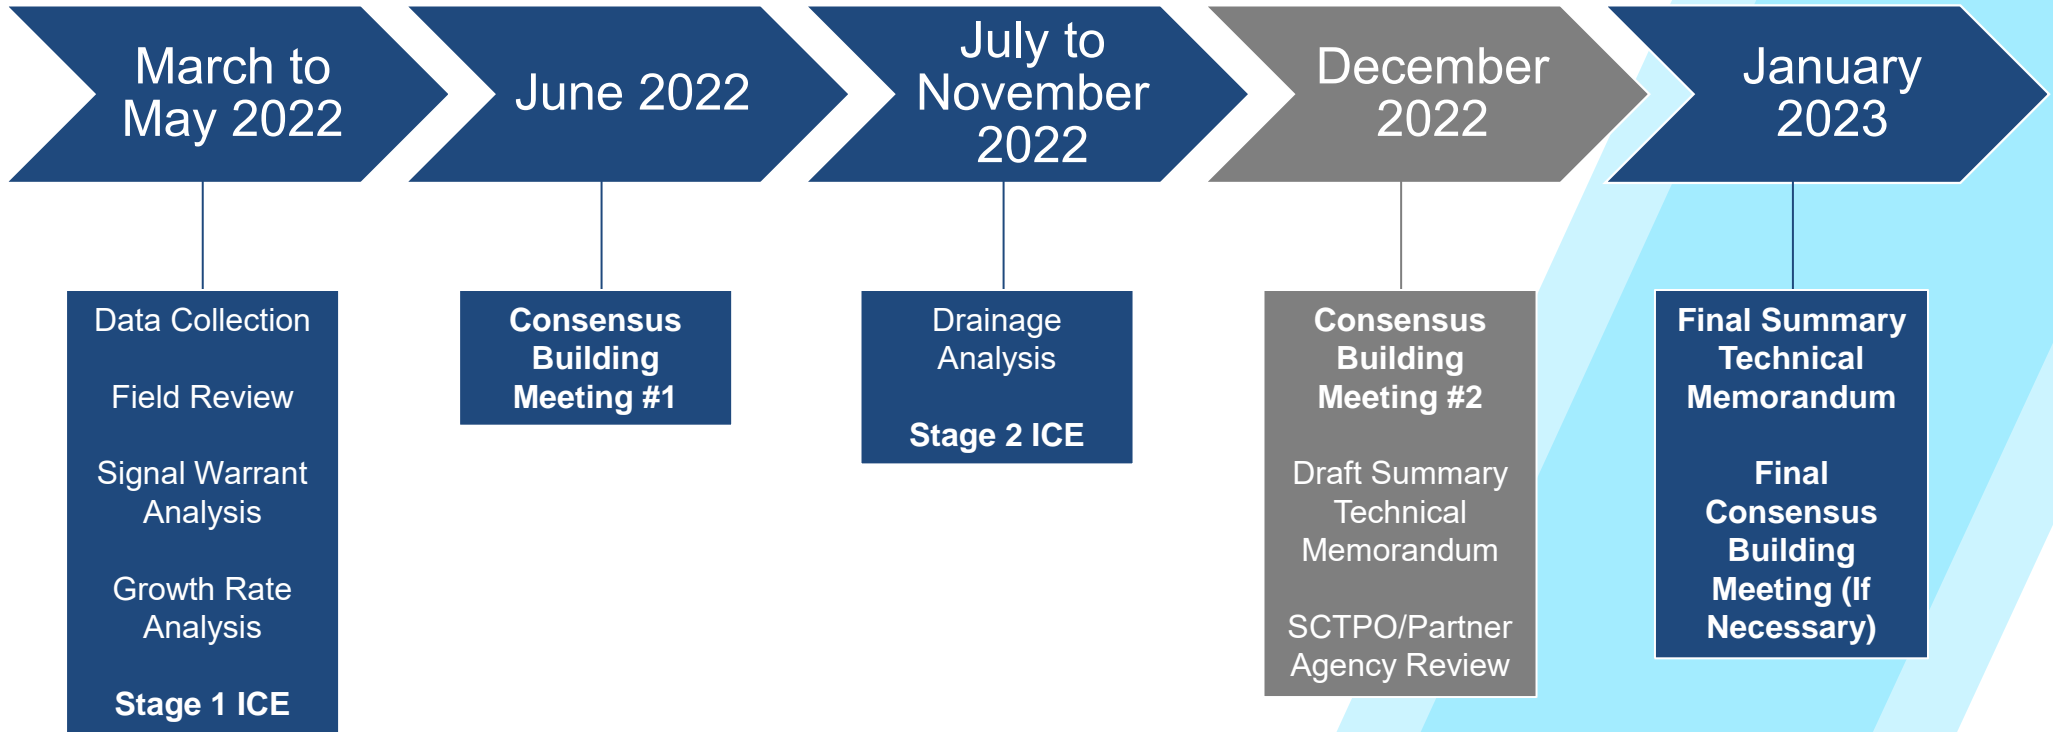 March to
May 2022
June 2022
July to
November
2022
December
2022
January
2023
Data Collection
Field Review
Signal Warrant
Analysis
Growth Rate
Analysis
Stage 1 ICE
Consensus
Building
Meeting #1
Drainage
Analysis
Stage 2 ICE
Consensus
Building
Meeting #2
Draft Summary
Technical
Memorandum
SCTPO/Partner
Agency Review
Final Summary
Technical
Memorandum
Final
Consensus
Building
Meeting (If
Necessary)